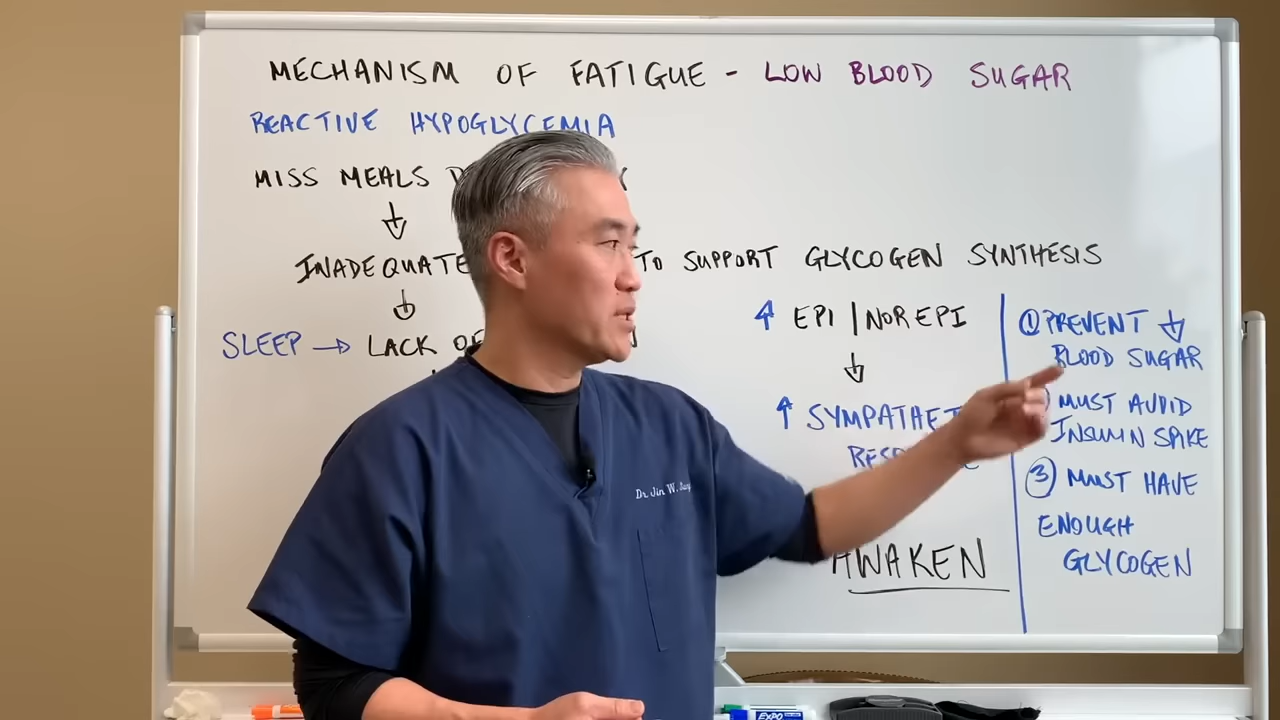 MECHANISM OF FATIGUE - LOW BLOOD SUGAR
REACTIVE HYPOGLYCEMIA
MISS MEALS
INADEQUATE TO SUPPORT GLYCOGEN SYNTHESIS
SLEEP → LACK
↑ EPI | NOREPI
↑
AWAKEN
① PREVENT ↓
BLOOD SUGAR
MUST AVOID
INSULIN SPIKE
③ MUST HAVE
ENOUGH
GLYCOGEN
Dr. Jin W.
EXPO